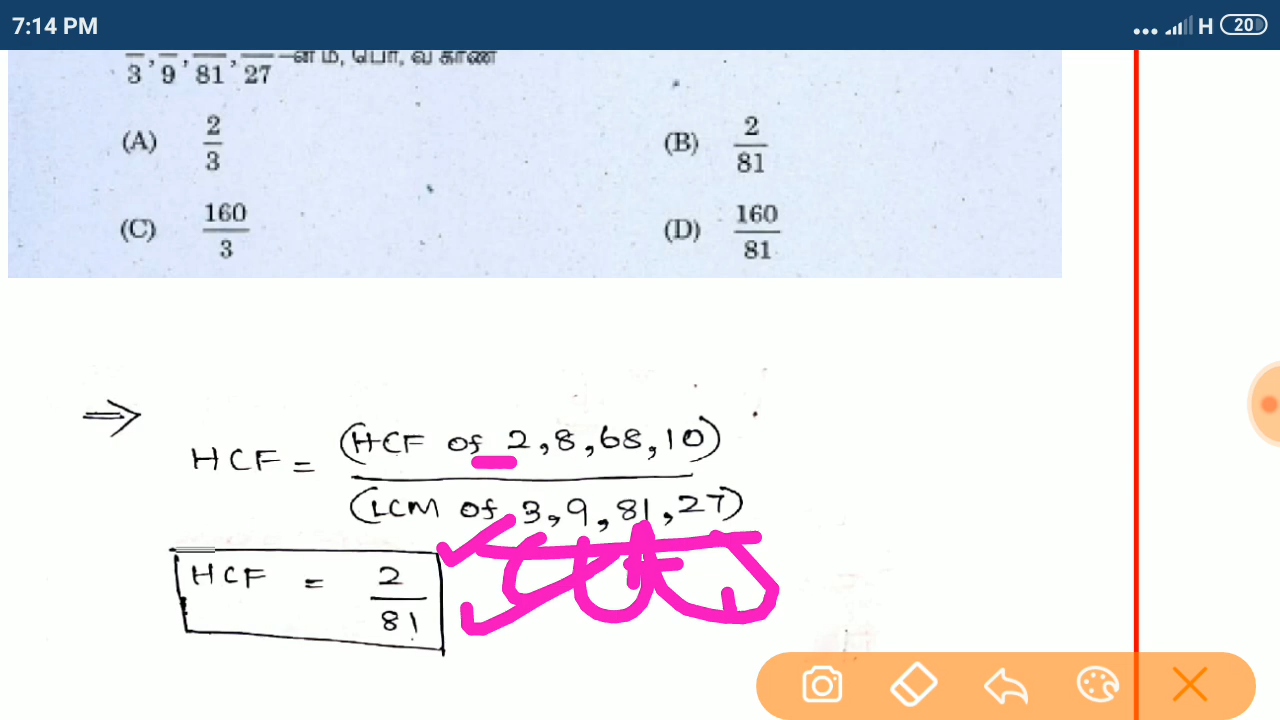 7:14 PM ... H 20
3 , 9 , 81 , 27 -ன் மீ, பொ, வ காண்
(A) 2/3 (B) 2/81
(C) 160/3 (D) 160/81
⇒ HCF = (HCF of 2,8,68,10) / (LCM of 3,9,81,27)
HCF = 2/81